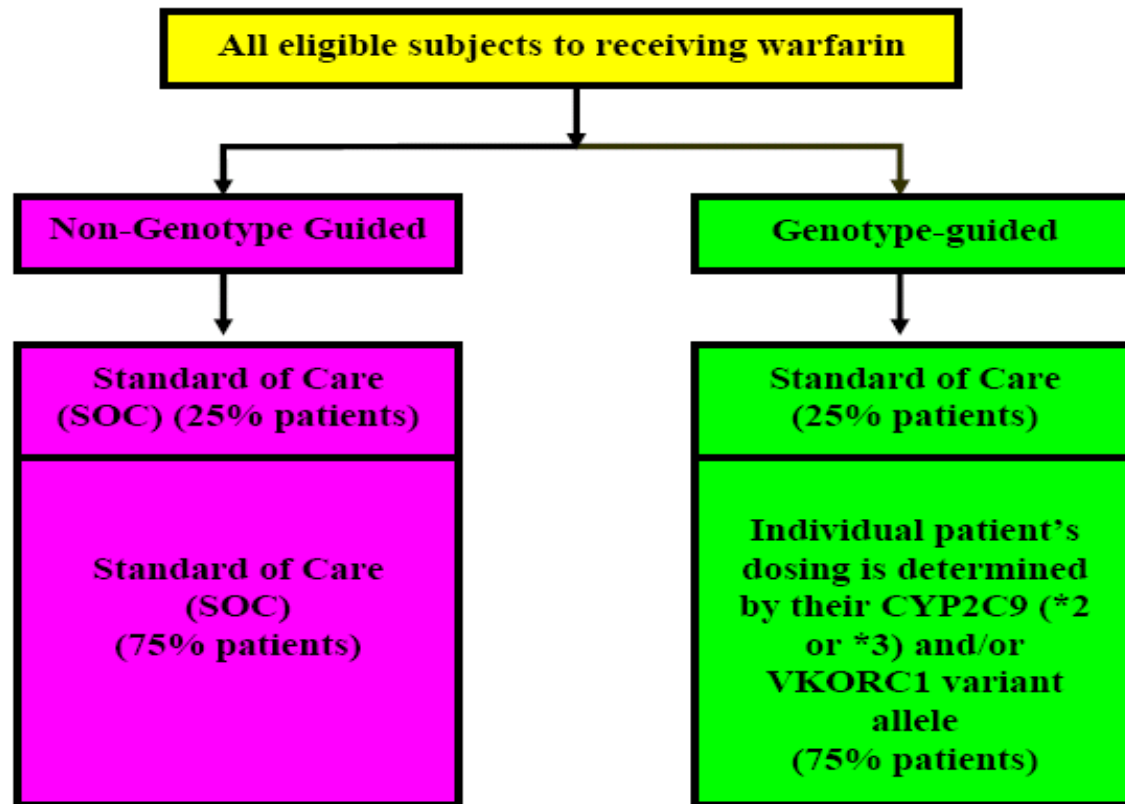 All eligible subjects to receiving warfarin
Non-Genotype Guided
Genotype-guided
Standard of Care
(SOC) (25% patients)
Standard of Care
(25% patients)
Standard of Care
(SOC)
(75% patients)
Individual patient’s
dosing is determined
by their CYP2C9 (*2
or *3) and/or
VKORC1 variant
allele
(75% patients)